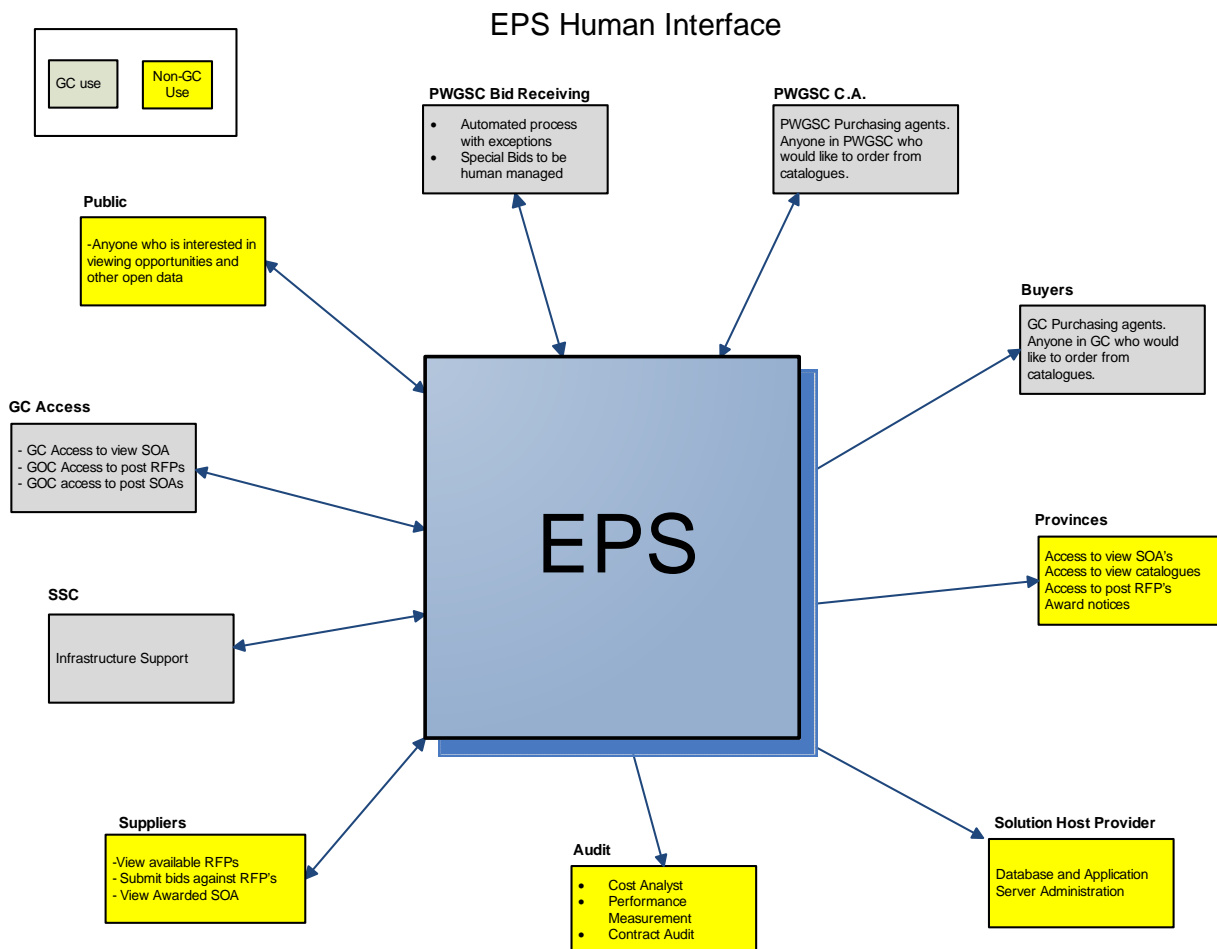 EPS Human Interface
GC use
Non-GC
Use
PWGSC Bid Receiving
• Automated process
with exceptions
• Special Bids to be
human managed
PWGSC C.A.
PWGSC Purchasing agents.
Anyone in PWGSC who
would like to order from
catalogues.
Public
-Anyone who is interested in
viewing opportunities and
other open data
Buyers
GC Purchasing agents.
Anyone in GC who would
like to order from
catalogues.
GC Access
- GC Access to view SOA
- GOC Access to post RFPs
- GOC access to post SOAs
EPS
Provinces
Access to view SOA's
Access to view catalogues
Access to post RFP's
Award notices
SSC
Infrastructure Support
Suppliers
-View available RFPs
- Submit bids against RFP's
- View Awarded SOA
Audit
• Cost Analyst
• Performance
Measurement
• Contract Audit
Solution Host Provider
Database and Application
Server Administration